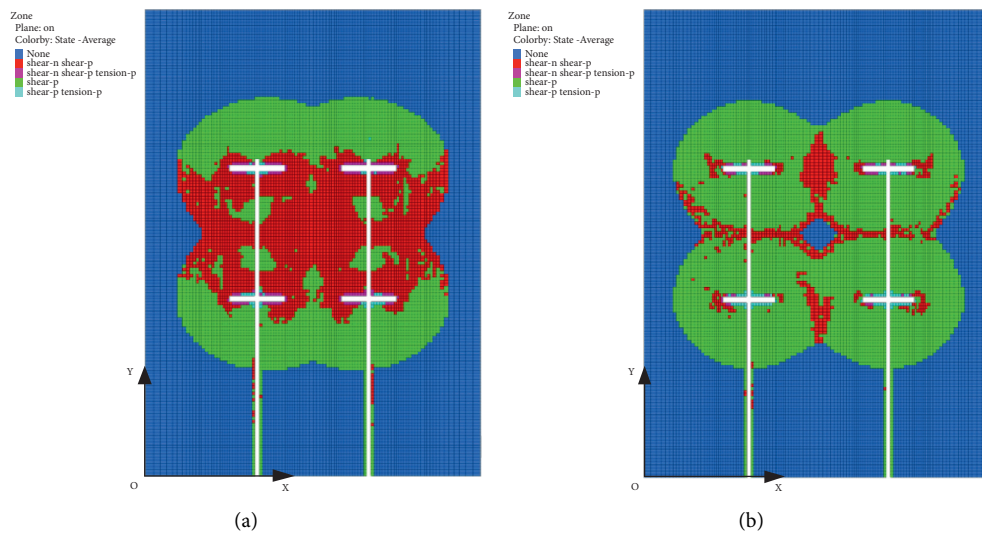 Zone
Plane: on
Colorby: State -Average
None
shear-n shear-p
shear-n shear-p tension-p
shear-p
shear-p tension-p
Y
O
X
(a)
Zone
Plane: on
Colorby: State -Average
None
shear-n shear-p
shear-n shear-p tension-p
shear-p
shear-p tension-p
Y
O
X
(b)